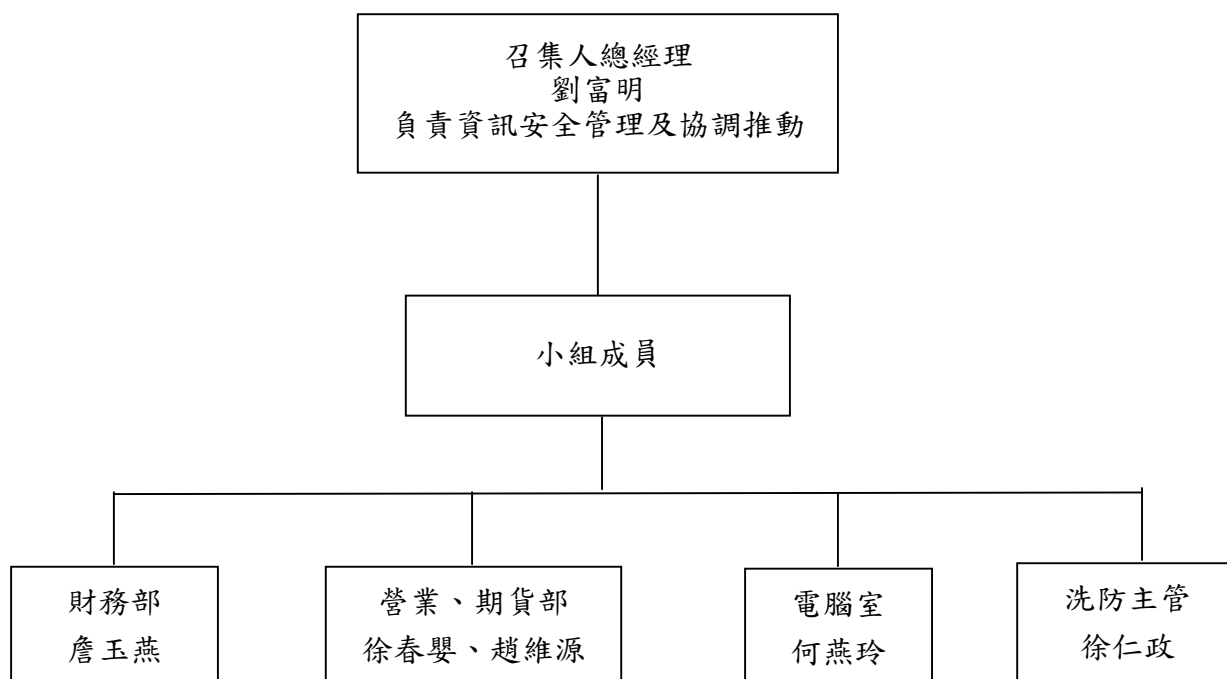 召集人總經理
劉富明
負責資訊安全管理及協調推動
小組成員
財務部
詹玉燕
營業、期貨部
徐春嬰、趙維源
電腦室
何燕玲
洗防主管
徐仁政